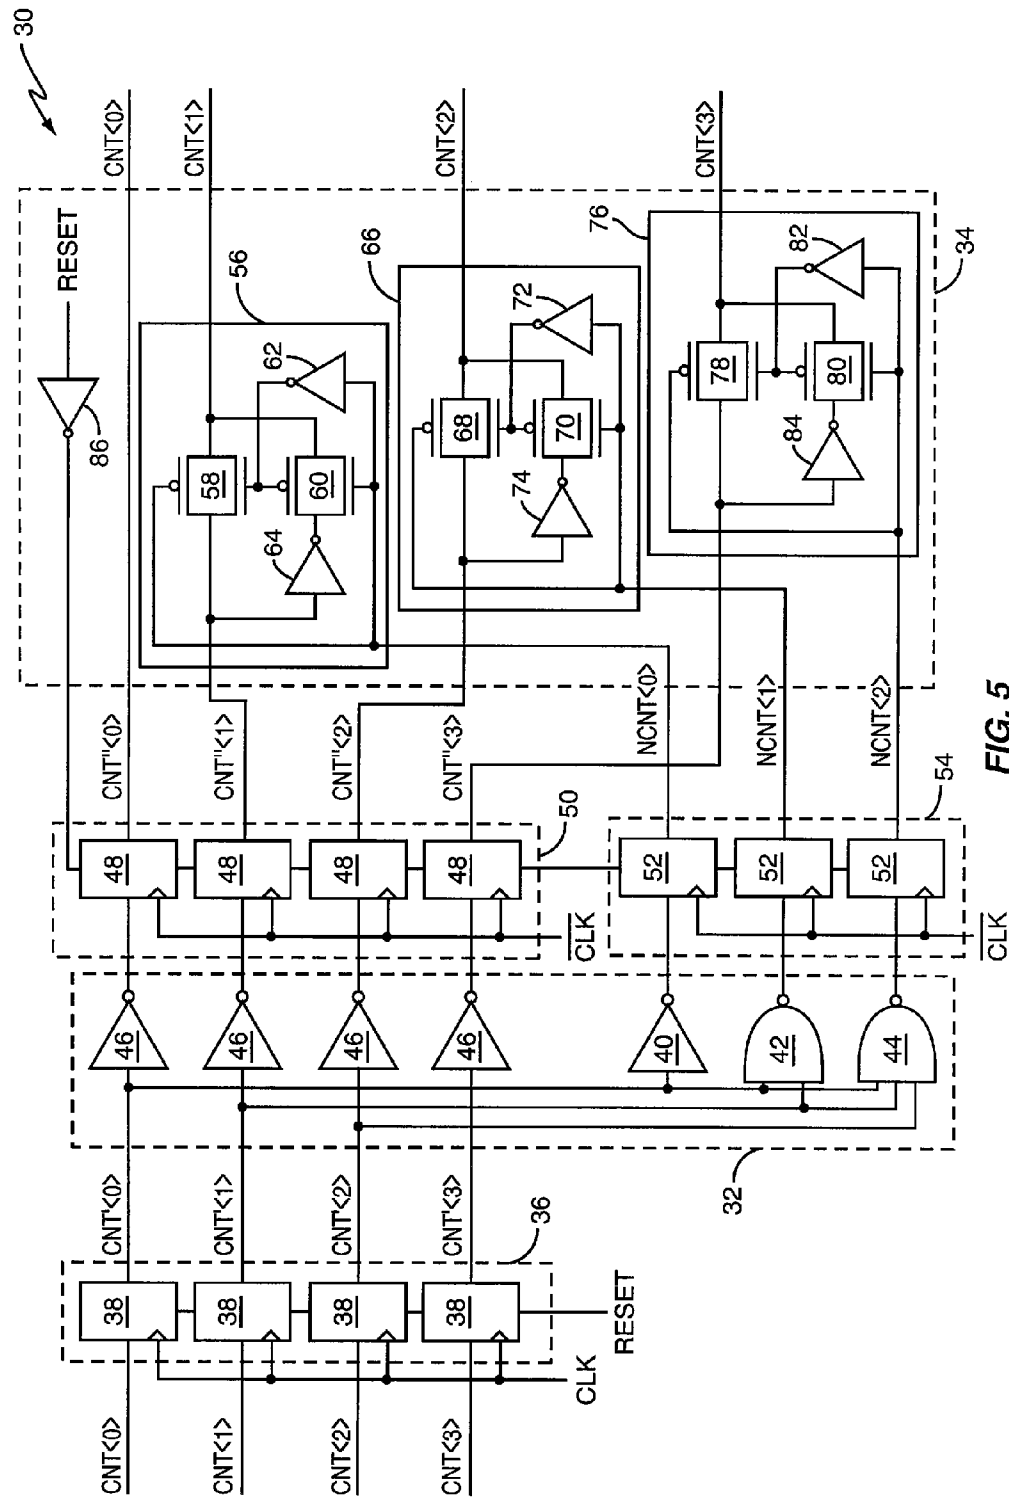 30
CNT<0>
CNT<1>
CNT<2>
CNT<3>
RESET
86
56
58
60
62
64
66
68
70
72
74
76
78
80
82
84
34
CNT"<0>
CNT"<1>
CNT"<2>
CNT"<3>
NCNT<0>
NCNT<1>
NCNT<2>
48
48
48
48
50
CLK
52
52
52
54
CLK
46
46
46
46
40
42
44
32
CNT'<0>
CNT'<1>
CNT'<2>
CNT'<3>
38
38
38
38
36
RESET
CLK
CNT<0>
CNT<1>
CNT<2>
CNT<3>
FIG. 5